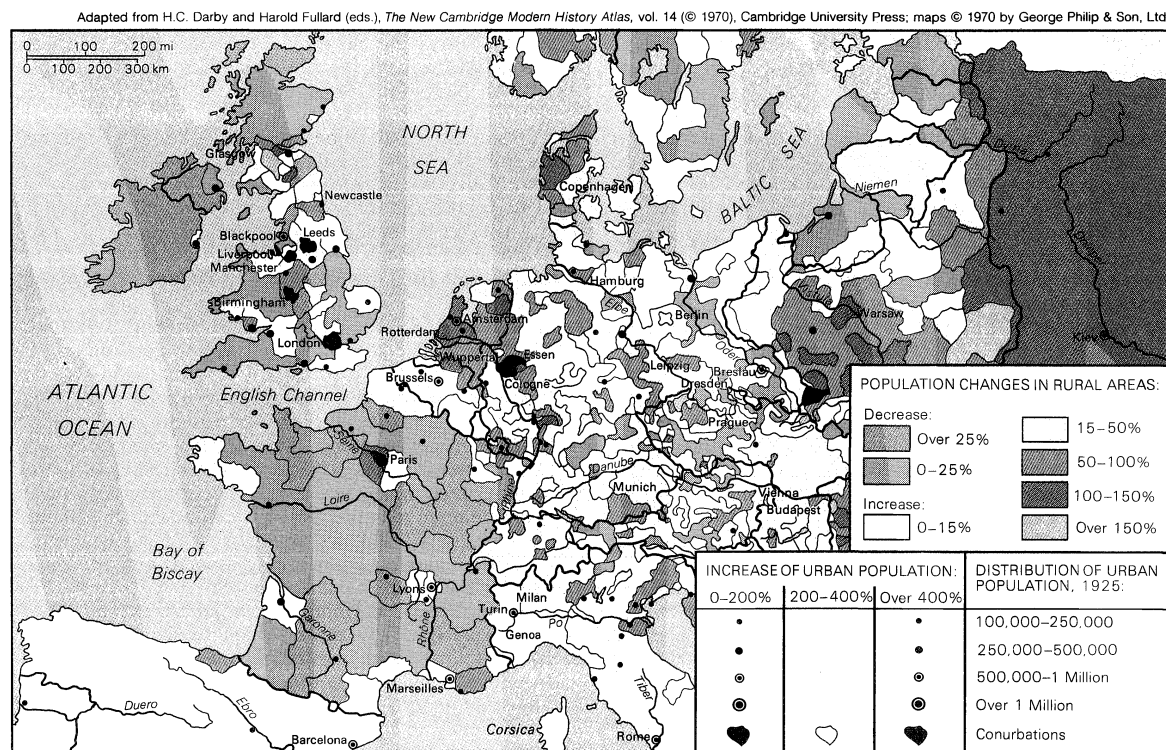 Adapted from H.C. Darby and Harold Fullard (eds.), The New Cambridge Modern History Atlas, vol. 14 (© 1970), Cambridge University Press; maps © 1970 by George Philip & Son, Ltd
0 100 200 mi
0 100 200 300 km
NORTH
SEA
BALTIC
SEA
Glasgow
Newcastle
Copenhagen
Niemen
Blackpool
Leeds
Liverpool
Manchester
Birmingham
London
Hamburg
Elbe
Berlin
Warsaw
Kiev
Amsterdam
Rotterdam
Wuppertal
Essen
Cologne
Brussels
Oder
Leipzig
Breslau
Dresden
Prague
ATLANTIC
OCEAN
English Channel
Seine
Paris
Loire
Danube
Munich
Vienna
Budapest
Bay of
Biscay
Lyons
Rhône
Garonne
Turin
Milan
Po
Genoa
Marseilles
Tiber
Corsica
Rome
Duero
Ebro
Barcelona
POPULATION CHANGES IN RURAL AREAS:
Decrease:
Over 25%
0–25%
Increase:
0–15%
15–50%
50–100%
100–150%
Over 150%
INCREASE OF URBAN POPULATION:
0–200% 200–400% Over 400%
DISTRIBUTION OF URBAN
POPULATION, 1925:
100,000–250,000
250,000–500,000
500,000–1 Million
Over 1 Million
Conurbations